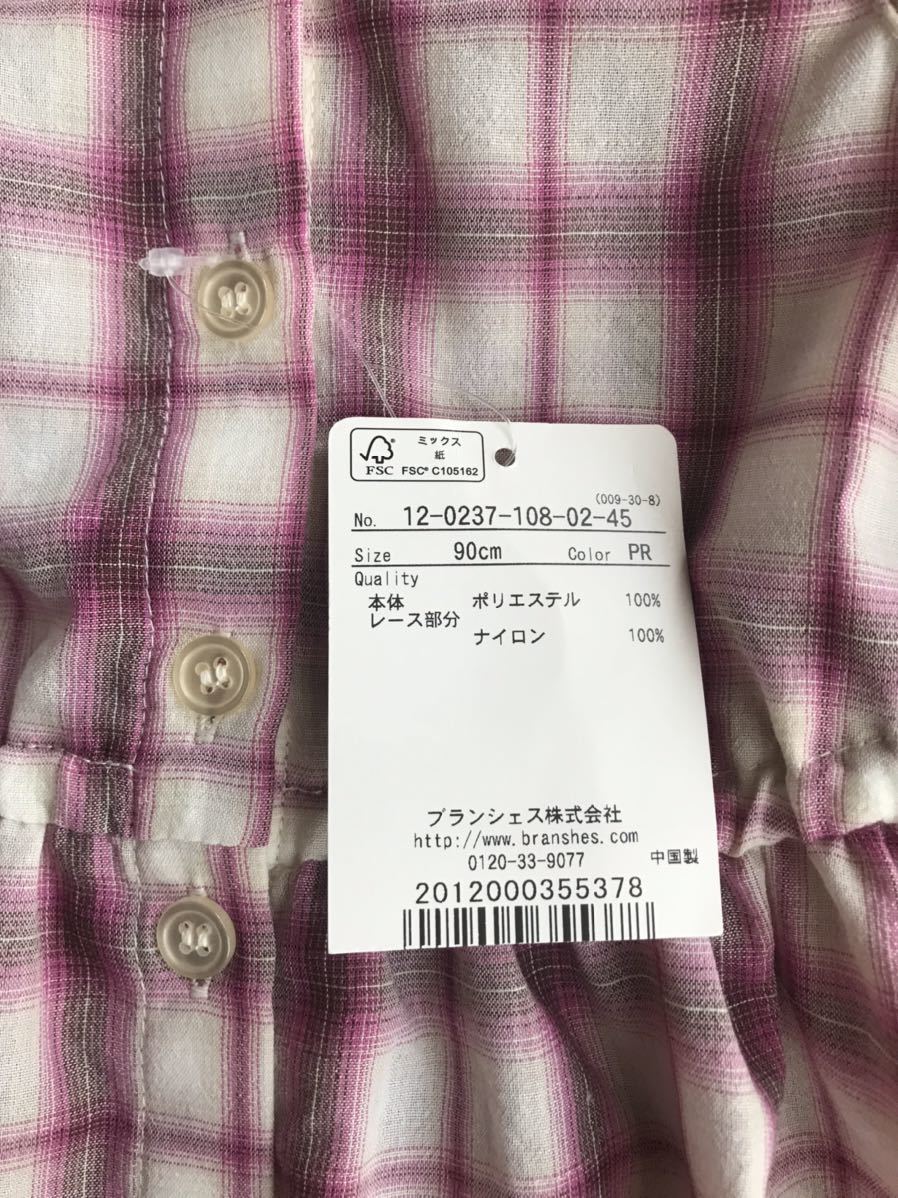 ミックス
紙
FSC
FSC® C105162
(009-30-8)
No. 12-0237-108-02-45
Size 90cm Color PR
Quality
本体 ポリエステル 100%
レース部分
ナイロン 100%
ブランシェス株式会社
http://www.branshes.com
0120-33-9077 中国製
2012000355378